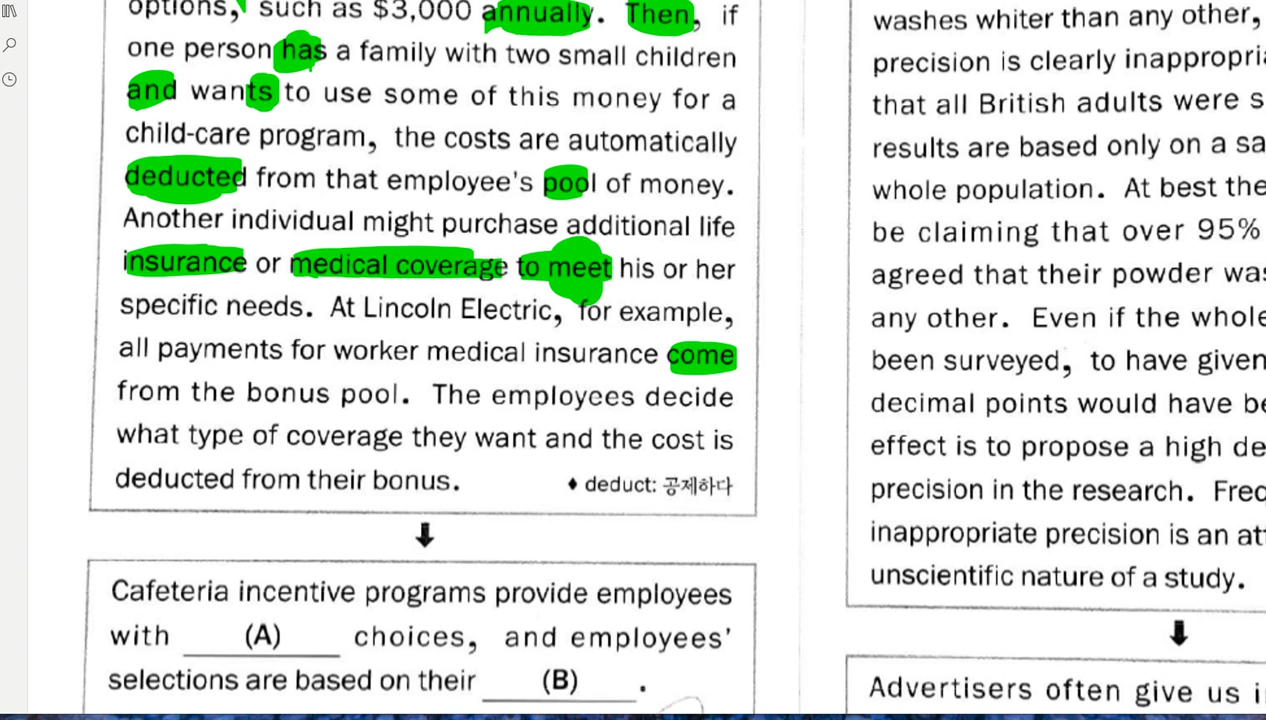 options, such as $3,000 annually. Then, if
one person has a family with two small children
and wants to use some of this money for a
child-care program, the costs are automatically
deducted from that employee's pool of money.
Another individual might purchase additional life
insurance or medical coverage to meet his or her
specific needs. At Lincoln Electric, for example,
all payments for worker medical insurance come
from the bonus pool. The employees decide
what type of coverage they want and the cost is
deducted from their bonus.
♦ deduct: 공제하다
Cafeteria incentive programs provide employees
with (A) choices, and employees'
selections are based on their (B) .
washes whiter than any other,
precision is clearly
that all British adults were
results are based only on a
whole population. At best
be claiming that over 95%
agreed that their powder
any other. Even if the
been surveyed, to have given
decimal points would have
effect is to propose a high
precision in the research.
inappropriate precision is an
unscientific nature of a study.
Advertisers often give us